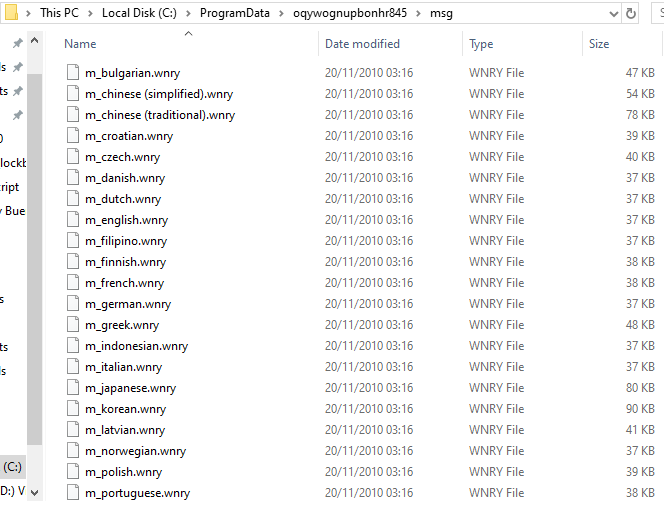 This PC > Local Disk (C:) > ProgramData > oqywognupbonhr845 > msg
Name Date modified Type Size
m_bulgarian.wnry 20/11/2010 03:16 WNRY File 47 KB
m_chinese (simplified).wnry 20/11/2010 03:16 WNRY File 54 KB
m_chinese (traditional).wnry 20/11/2010 03:16 WNRY File 78 KB
m_croatian.wnry 20/11/2010 03:16 WNRY File 39 KB
m_czech.wnry 20/11/2010 03:16 WNRY File 40 KB
m_danish.wnry 20/11/2010 03:16 WNRY File 37 KB
m_dutch.wnry 20/11/2010 03:16 WNRY File 37 KB
m_english.wnry 20/11/2010 03:16 WNRY File 37 KB
m_filipino.wnry 20/11/2010 03:16 WNRY File 37 KB
m_finnish.wnry 20/11/2010 03:16 WNRY File 38 KB
m_french.wnry 20/11/2010 03:16 WNRY File 38 KB
m_german.wnry 20/11/2010 03:16 WNRY File 37 KB
m_greek.wnry 20/11/2010 03:16 WNRY File 48 KB
m_indonesian.wnry 20/11/2010 03:16 WNRY File 37 KB
m_italian.wnry 20/11/2010 03:16 WNRY File 37 KB
m_japanese.wnry 20/11/2010 03:16 WNRY File 80 KB
m_korean.wnry 20/11/2010 03:16 WNRY File 90 KB
m_latvian.wnry 20/11/2010 03:16 WNRY File 41 KB
m_norwegian.wnry 20/11/2010 03:16 WNRY File 37 KB
(C:)
m_polish.wnry 20/11/2010 03:16 WNRY File 39 KB
D:) V
m_portuguese.wnry 20/11/2010 03:16 WNRY File 38 KB